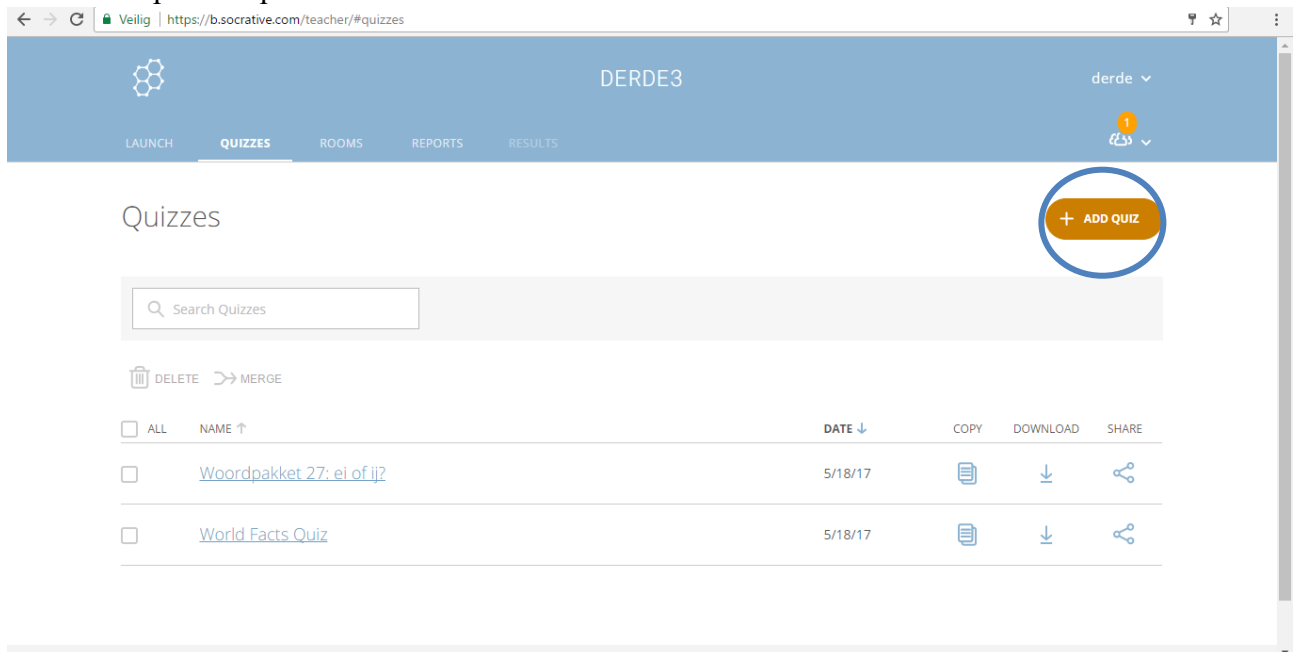 Veilig | https://b.socrative.com/teacher/#quizzes
DERDE3
derde
LAUNCH QUIZZES ROOMS REPORTS RESULTS
1
Quizzes
+ ADD QUIZ
Search Quizzes
DELETE MERGE
ALL NAME ↑ DATE ↓ COPY DOWNLOAD SHARE
Woordpakket 27: ei of ij? 5/18/17
World Facts Quiz 5/18/17